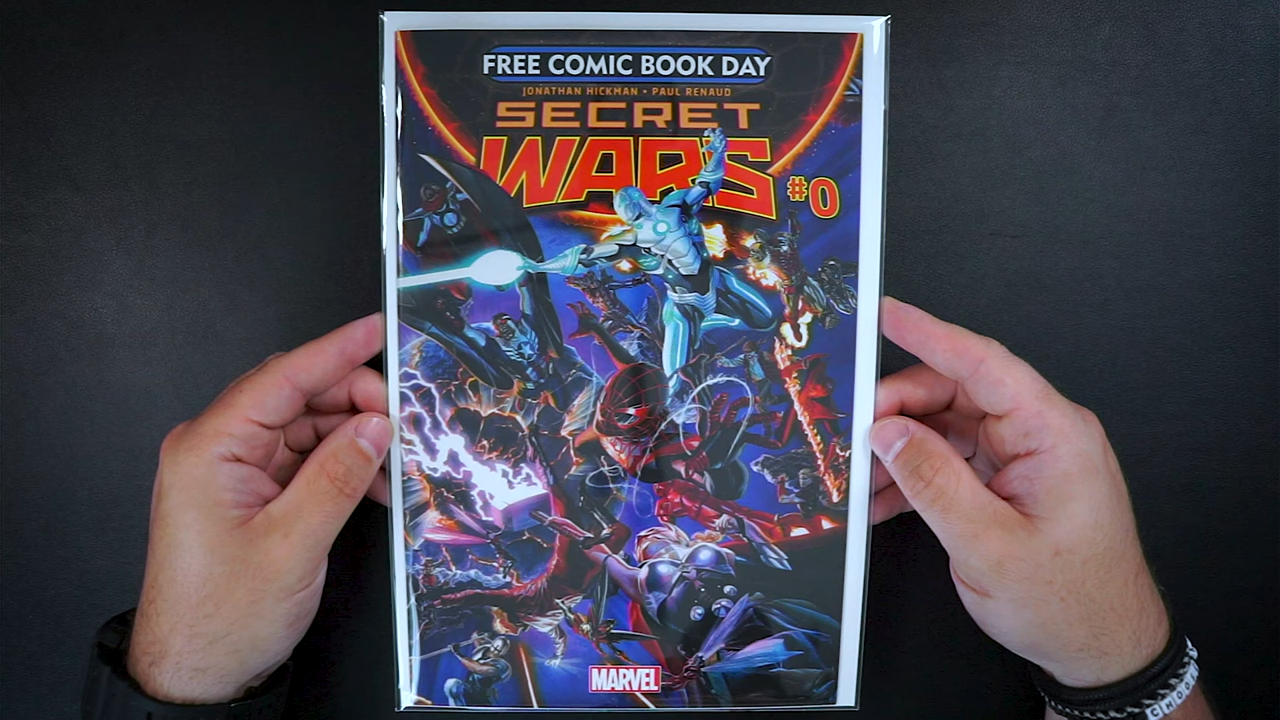 FREE COMIC BOOK DAY
JONATHAN HICKMAN • PAUL RENAUD
SECRET
WARS
#0
MARVEL